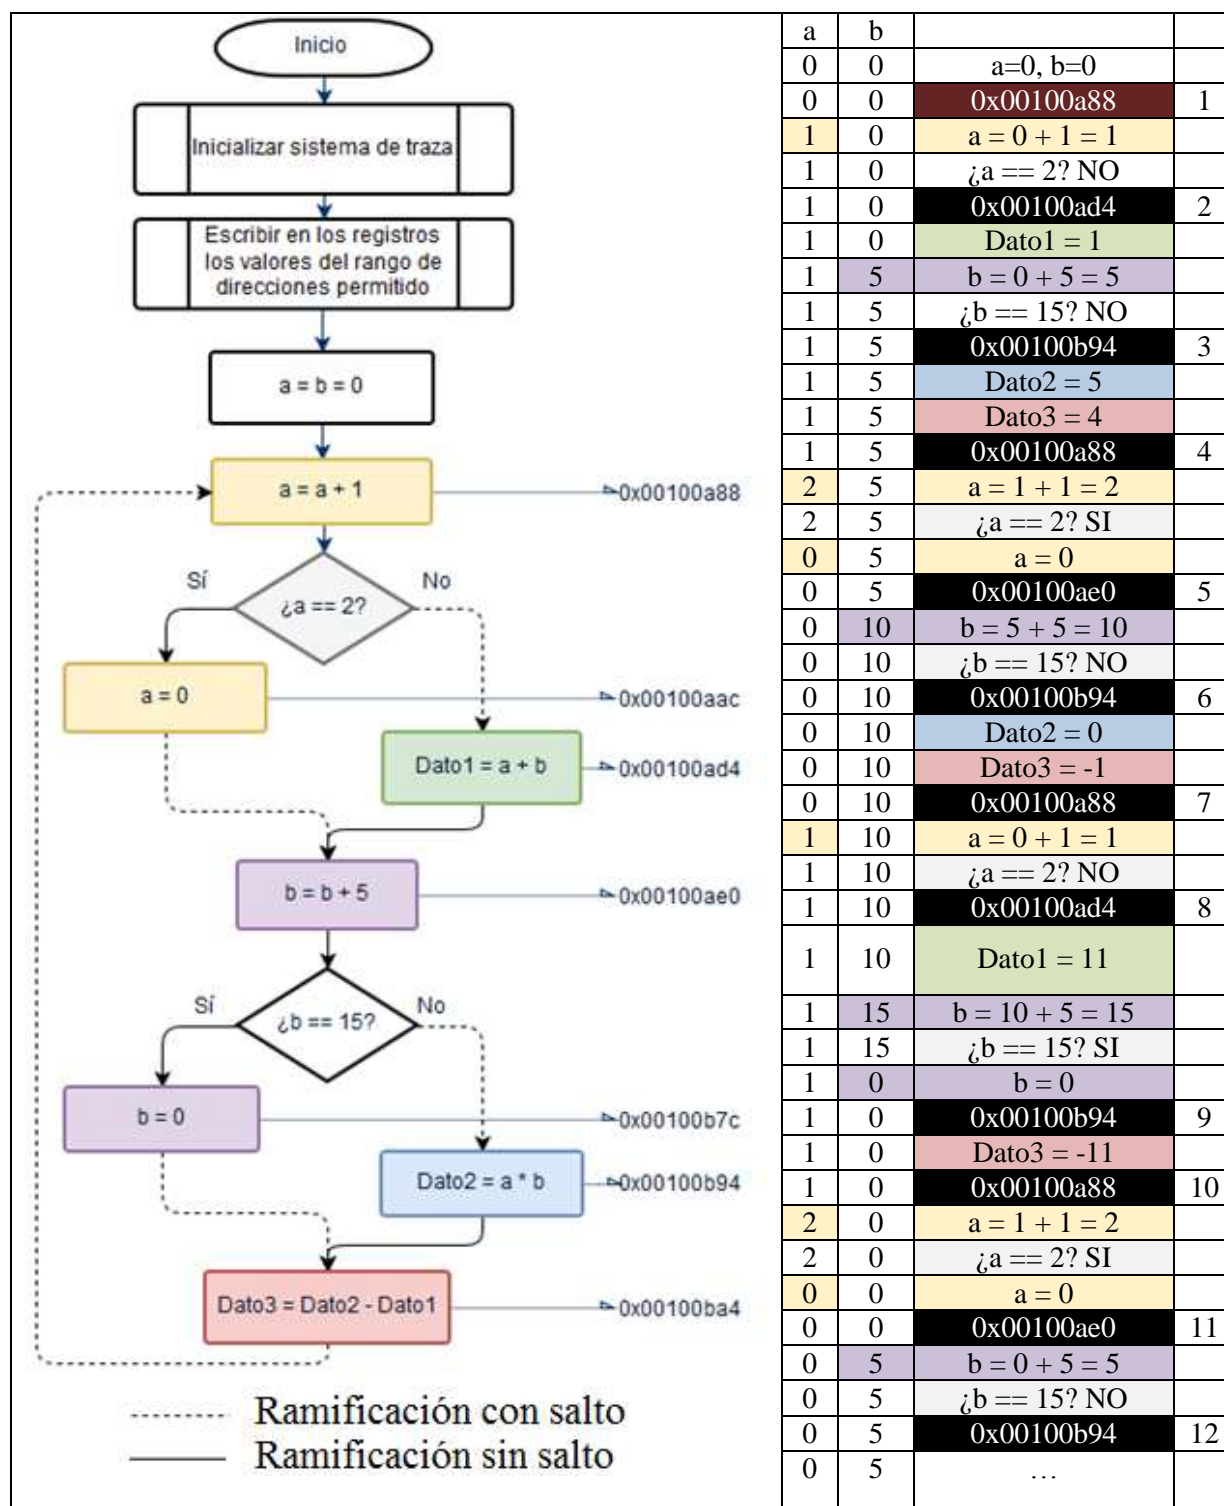 Inicio
Inicializar sistema de traza
Escribir en los registros
los valores del rango de
direcciones permitido
a = b = 0
a = a + 1
0x00100a88
Sí
No
¿a == 2?
a = 0
0x00100aac
Dato1 = a + b
0x00100ad4
b = b + 5
0x00100ae0
Sí
No
¿b == 15?
b = 0
0x00100b7c
Dato2 = a * b
0x00100b94
Dato3 = Dato2 - Dato1
0x00100ba4
Ramificación con salto
Ramificación sin salto
a b
0 0 a=0, b=0
0 0 0x00100a88 1
1 0 a = 0 + 1 = 1
1 0 ¿a == 2? NO
1 0 0x00100ad4 2
1 0 Dato1 = 1
1 5 b = 0 + 5 = 5
1 5 ¿b == 15? NO
1 5 0x00100b94 3
1 5 Dato2 = 5
1 5 Dato3 = 4
1 5 0x00100a88 4
2 5 a = 1 + 1 = 2
2 5 ¿a == 2? SI
0 5 a = 0
0 5 0x00100ae0 5
0 10 b = 5 + 5 = 10
0 10 ¿b == 15? NO
0 10 0x00100b94 6
0 10 Dato2 = 0
0 10 Dato3 = -1
0 10 0x00100a88 7
1 10 a = 0 + 1 = 1
1 10 ¿a == 2? NO
1 10 0x00100ad4 8
1 10 Dato1 = 11
1 15 b = 10 + 5 = 15
1 15 ¿b == 15? SI
1 0 b = 0
1 0 0x00100b94 9
1 0 Dato3 = -11
1 0 0x00100a88 10
2 0 a = 1 + 1 = 2
2 0 ¿a == 2? SI
0 0 a = 0
0 0 0x00100ae0 11
0 5 b = 0 + 5 = 5
0 5 ¿b == 15? NO
0 5 0x00100b94 12
0 5 …